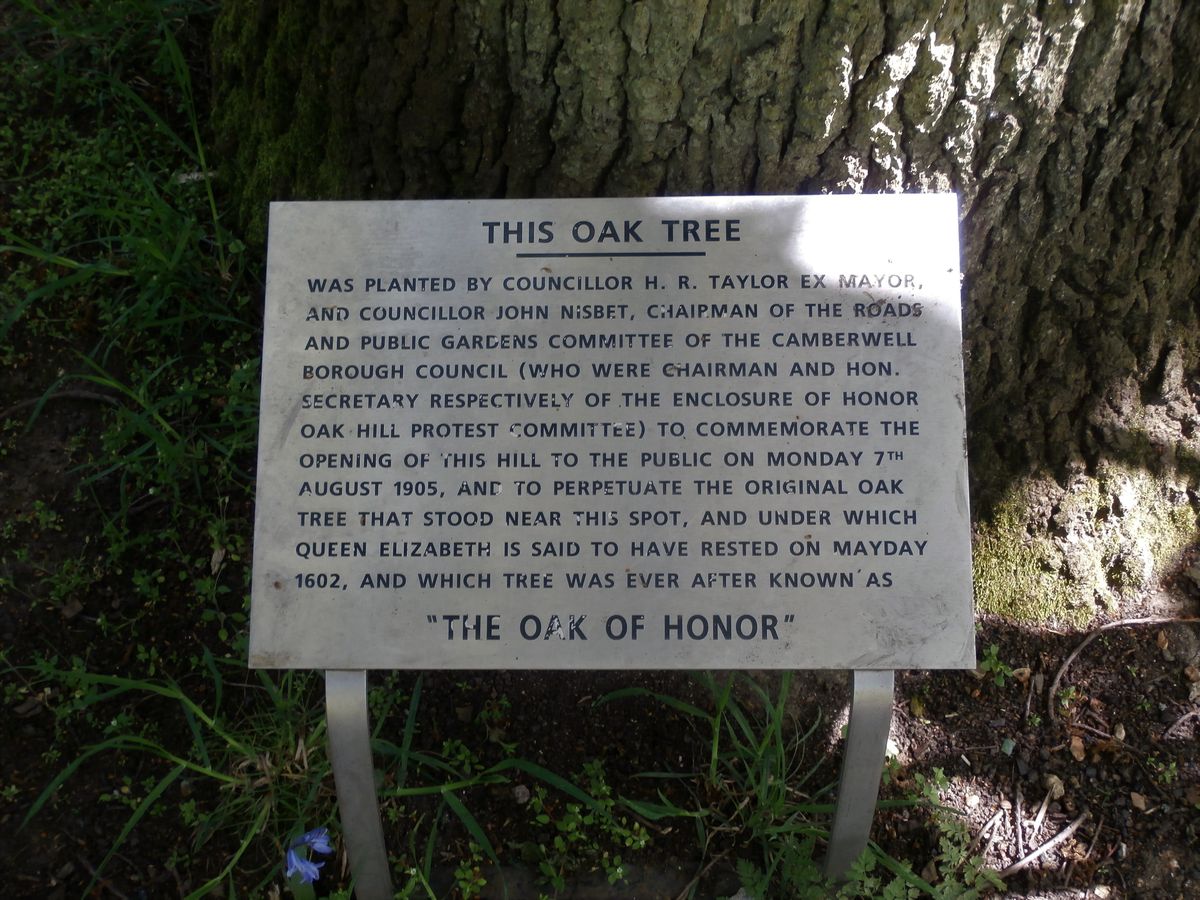 THIS OAK TREE
WAS PLANTED BY COUNCILLOR H. R. TAYLOR EX MAYOR,
AND COUNCILLOR JOHN NISBET, CHAIPMAN OF THE ROADS
AND PUBLIC GARDENS COMMITTEE OF THE CAMBERWELL
BOROUGH COUNCIL (WHO WERE CHAIRMAN AND HON.
SECRETARY RESPECTIVELY OF THE ENCLOSURE OF HONOR
OAK HILL PROTEST COMMITTEE) TO COMMEMORATE THE
OPENING OF THIS HILL TO THE PUBLIC ON MONDAY 7TH
AUGUST 1905, AND TO PERPETUATE THE ORIGINAL OAK
TREE THAT STOOD NEAR THIS SPOT, AND UNDER WHICH
QUEEN ELIZABETH IS SAID TO HAVE RESTED ON MAYDAY
1602, AND WHICH TREE WAS EVER AFTER KNOWN AS
"THE OAK OF HONOR"